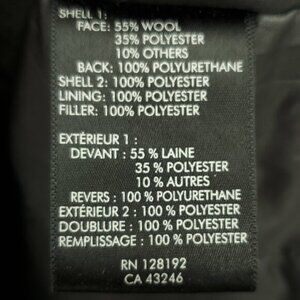 SHELL 1:
FACE: 55% WOOL
35% POLYESTER
10% OTHERS
BACK: 100% POLYURETHANE
SHELL 2: 100% POLYESTER
LINING: 100% POLYESTER
FILLER: 100% POLYESTER
EXTÉRIEUR 1 :
DEVANT : 55 % LAINE
35 % POLYESTER
10 % AUTRES
REVERS : 100 % POLYURETHANE
EXTÉRIEUR 2 : 100 % POLYESTER
DOUBLURE : 100% POLYESTER
REMPLISSAGE : 100 % POLYESTER
RN 128192
CA 43246